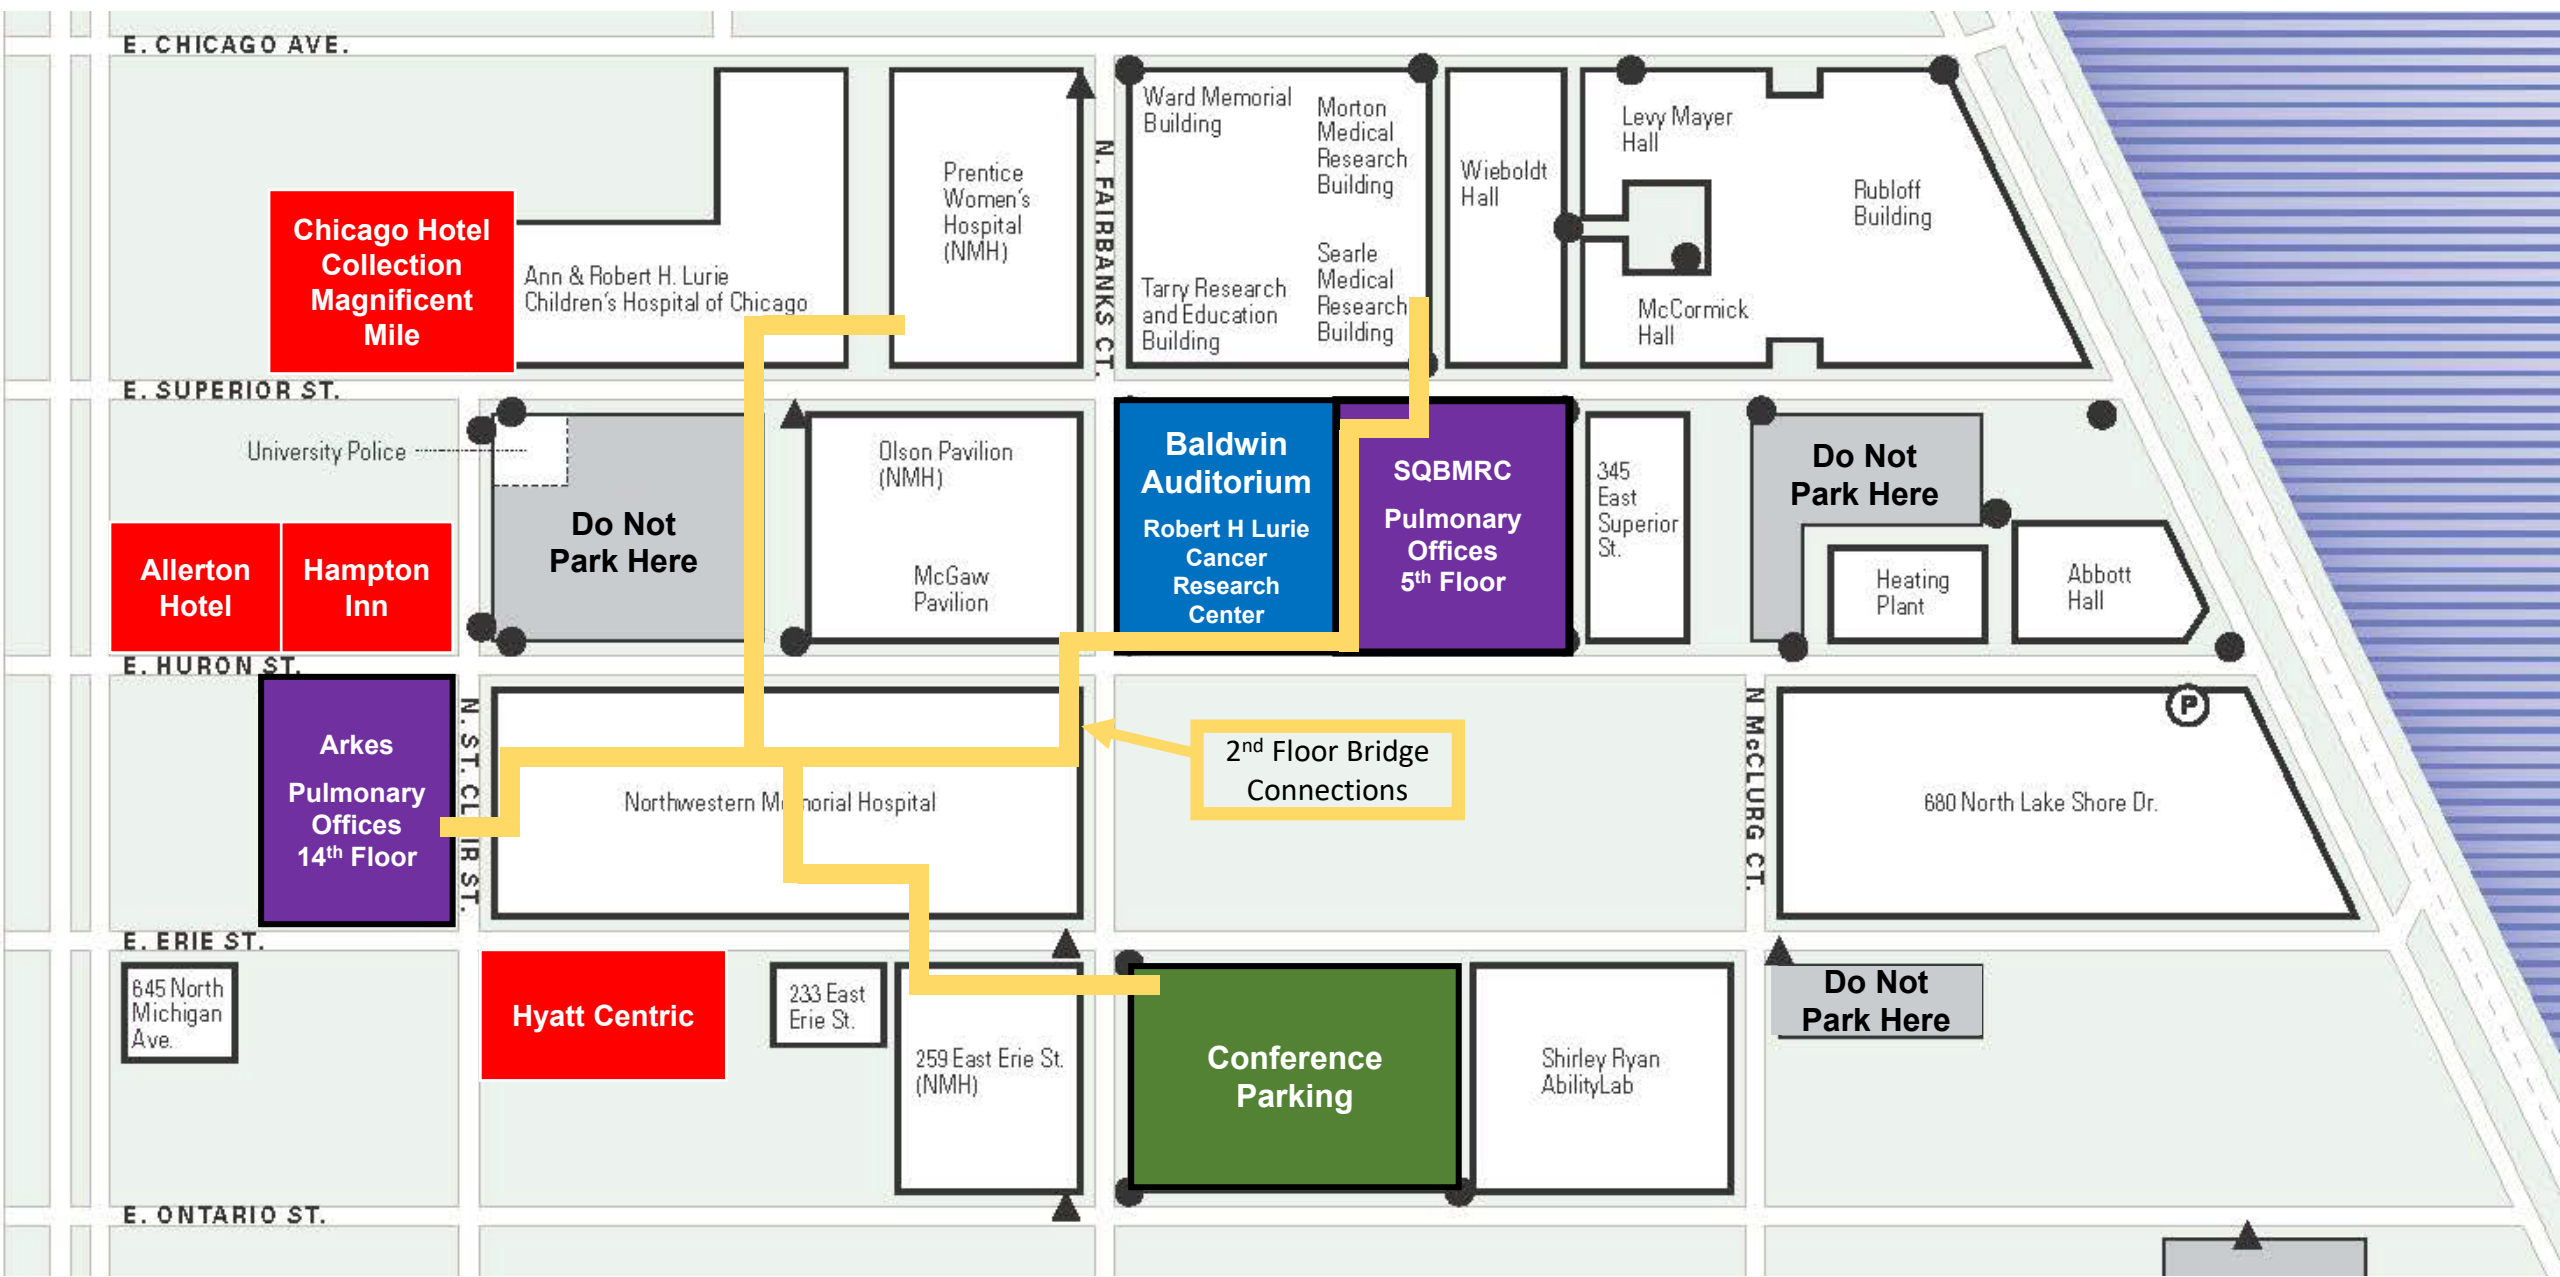 E. CHICAGO AVE.
Ward Memorial
Building
Morton
Medical
Research
Building
Levy Mayer
Hall
Prentice
Women's
Hospital
(NMH)
N. FAIRBANKS CT.
Wieboldt
Hall
Rubloff
Building
Chicago Hotel
Collection
Magnificent
Mile
Ann & Robert H. Lurie
Children's Hospital of Chicago
Tarry Research
and Education
Building
Searle
Medical
Research
Building
McCormick
Hall
E. SUPERIOR ST.
University Police
Do Not
Park Here
Olson Pavilion
(NMH)
McGaw
Pavilion
Baldwin
Auditorium
Robert H Lurie
Cancer
Research
Center
SQBMRC
Pulmonary
Offices
5th Floor
345
East
Superior
St.
Do Not
Park Here
Heating
Plant
Abbott
Hall
Allerton
Hotel
Hampton
Inn
E. HURON ST.
Arkes
Pulmonary
Offices
14th Floor
N. ST. CLAIR ST.
Northwestern Memorial Hospital
2nd Floor Bridge
Connections
N McCLURG CT.
P
680 North Lake Shore Dr.
E. ERIE ST.
645 North
Michigan
Ave.
Hyatt Centric
233 East
Erie St.
259 East Erie St.
(NMH)
Conference
Parking
Shirley Ryan
AbilityLab
Do Not
Park Here
E. ONTARIO ST.